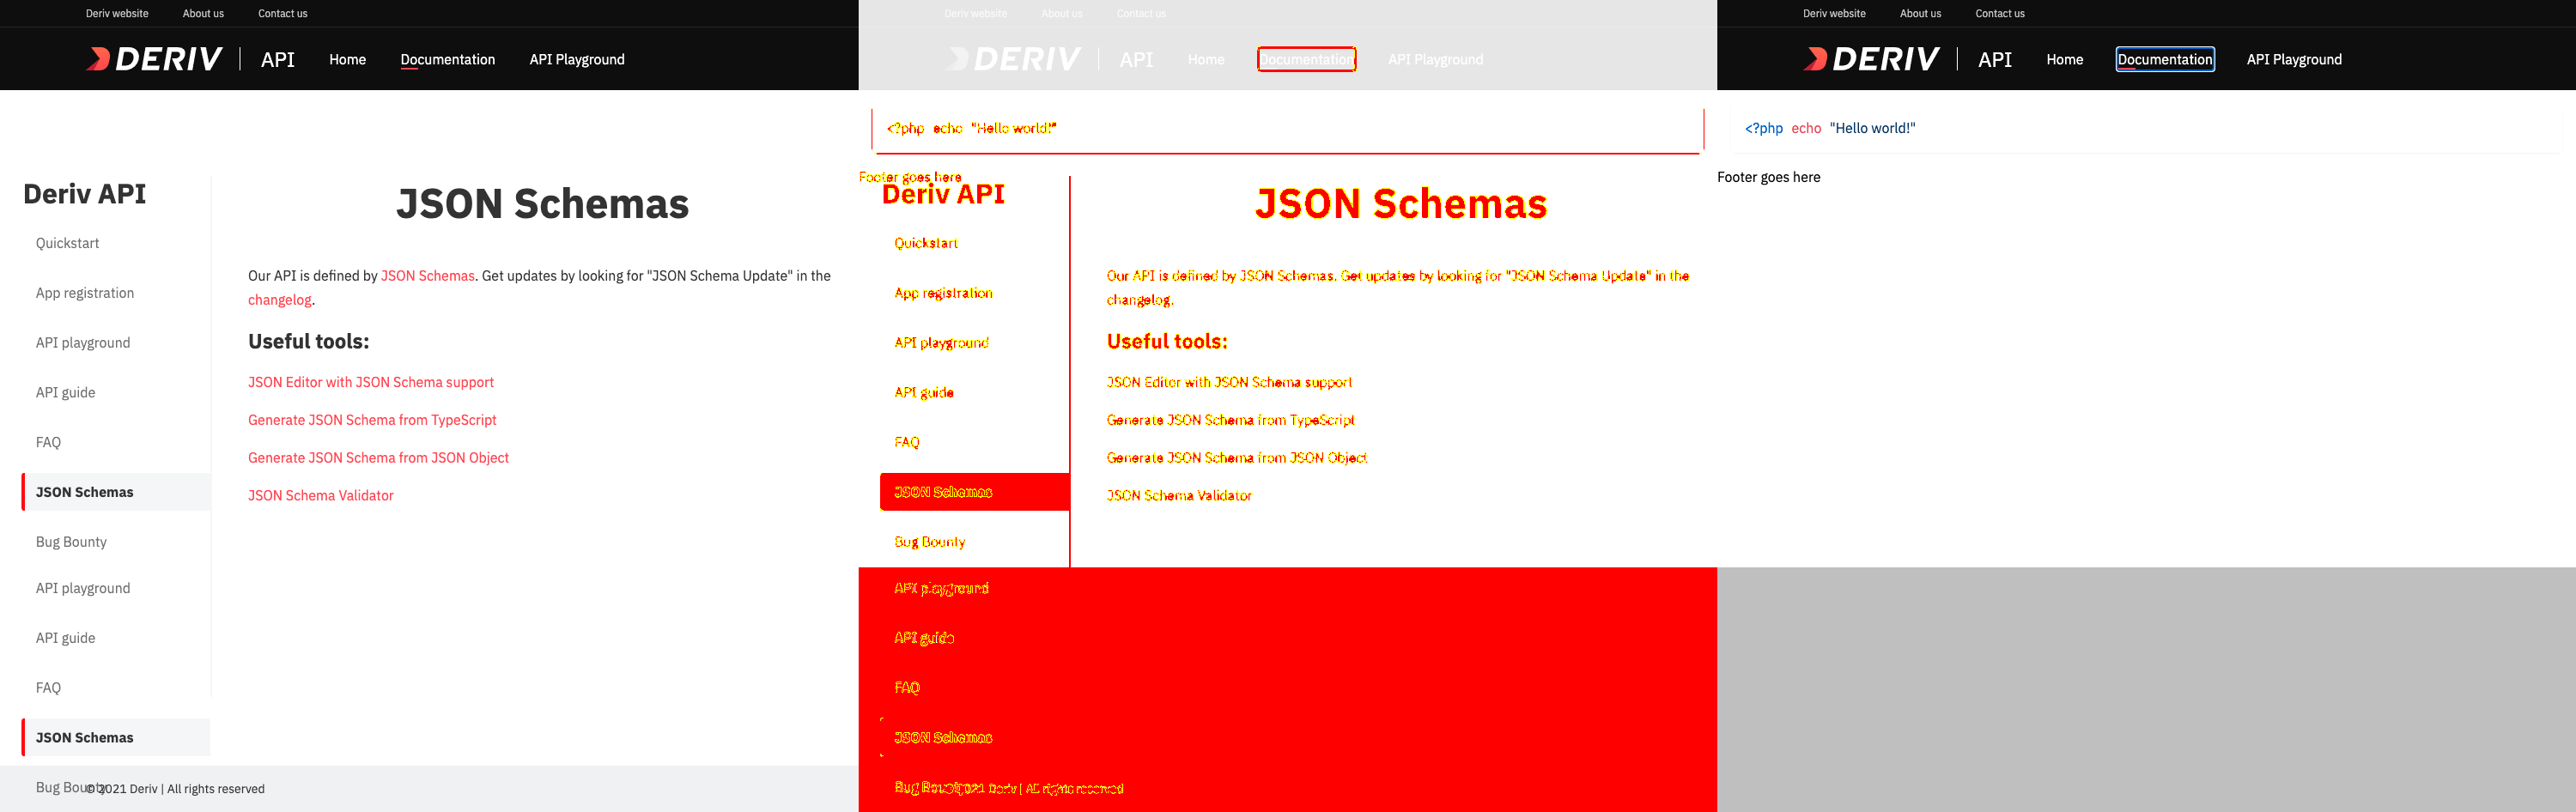 Deriv website About us Contact us
DERIV API Home Documentation API Playground
Deriv API
Quickstart
App registration
API playground
API guide
FAQ
JSON Schemas
Bug Bounty
API playground
API guide
FAQ
JSON Schemas
Bug Bounty
© 2021 Deriv | All rights reserved
JSON Schemas
Our API is defined by JSON Schemas. Get updates by looking for "JSON Schema Update" in the
changelog.
Useful tools:
JSON Editor with JSON Schema support
Generate JSON Schema from TypeScript
Generate JSON Schema from JSON Object
JSON Schema Validator
Deriv website About us Contact us
DERIV API Home Documentation API Playground
<?php echo "Hello world!"
Footer goes here
Deriv API
Quickstart
App registration
API playground
API guide
FAQ
JSON Schemas
Bug Bounty
API playground
API guide
FAQ
JSON Schemas
Bug Bounty 2021 Deriv | All rights reserved
JSON Schemas
Our API is defined by JSON Schemas. Get updates by looking for "JSON Schema Update" in the
changelog.
Useful tools:
JSON Editor with JSON Schema support
Generate JSON Schema from TypeScript
Generate JSON Schema from JSON Object
JSON Schema Validator
Deriv website About us Contact us
DERIV API Home Documentation API Playground
<?php echo "Hello world!"
Footer goes here